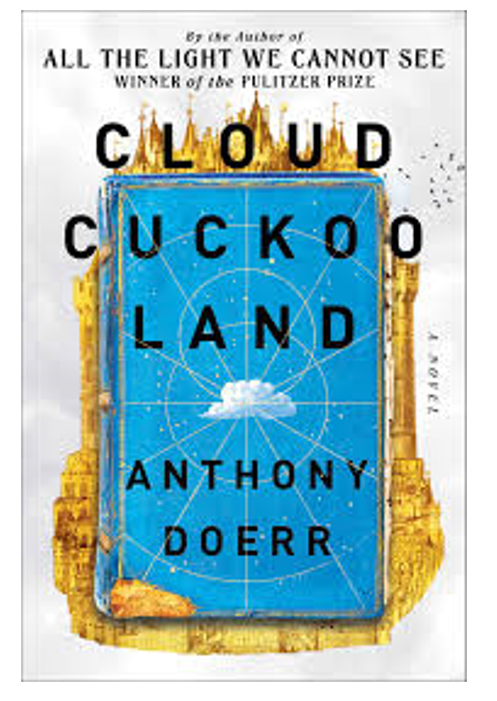 By the Author of
ALL THE LIGHT WE CANNOT SEE
WINNER of the PULITZER PRIZE
CLOUD
CUCKOO
LAND
A NOVEL
ANTHONY
DOERR